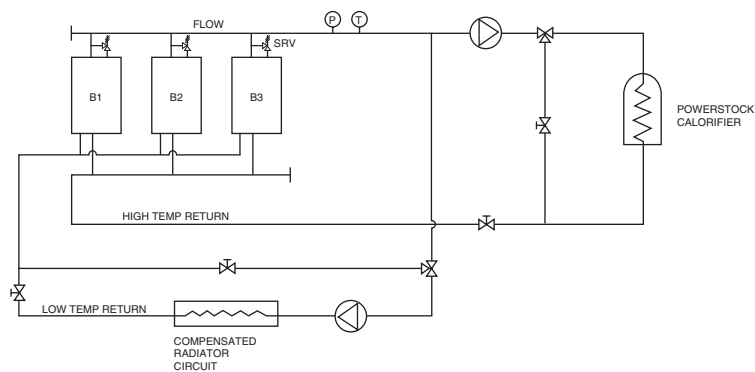 FLOW
P
T
SRV
B1
B2
B3
POWERSTOCK
CALORIFIER
HIGH TEMP RETURN
LOW TEMP RETURN
COMPENSATED
RADIATOR
CIRCUIT